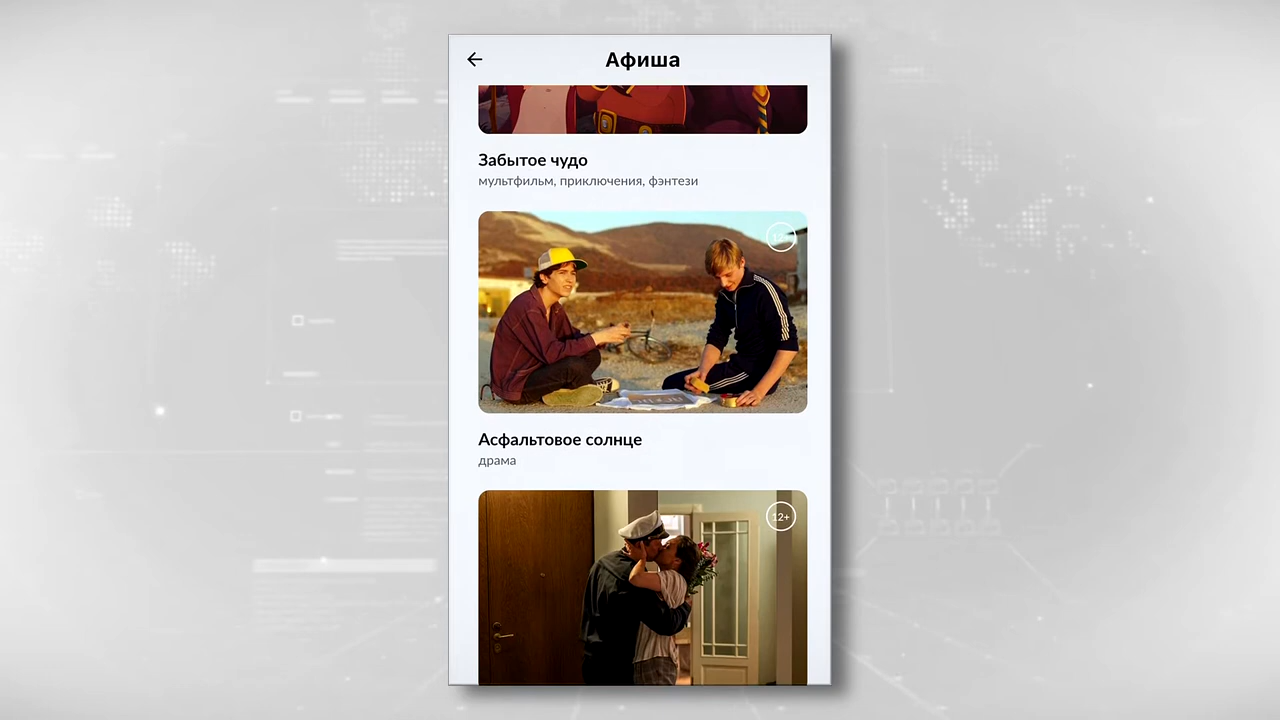 Афиша
Забытое чудо
мультфильм, приключения, фэнтези
Асфальтовое солнце
драма
12+